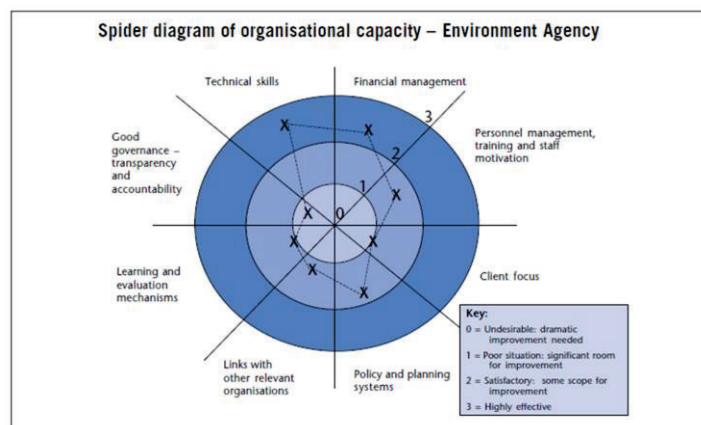 Spider diagram of organisational capacity – Environment Agency
Technical skills
Financial management
3
Good
governance –
transparency
and
accountability
Personnel management,
training and staff
motivation
2
1
X
X
X
X
0
X
X
X
X
Learning and
evaluation
mechanisms
Client focus
Links with
other relevant
organisations
Policy and planning
systems
Key:
0 = Undesirable: dramatic
improvement needed
1 = Poor situation: significant room
for improvement
2 = Satisfactory: some scope for
improvement
3 = Highly effective